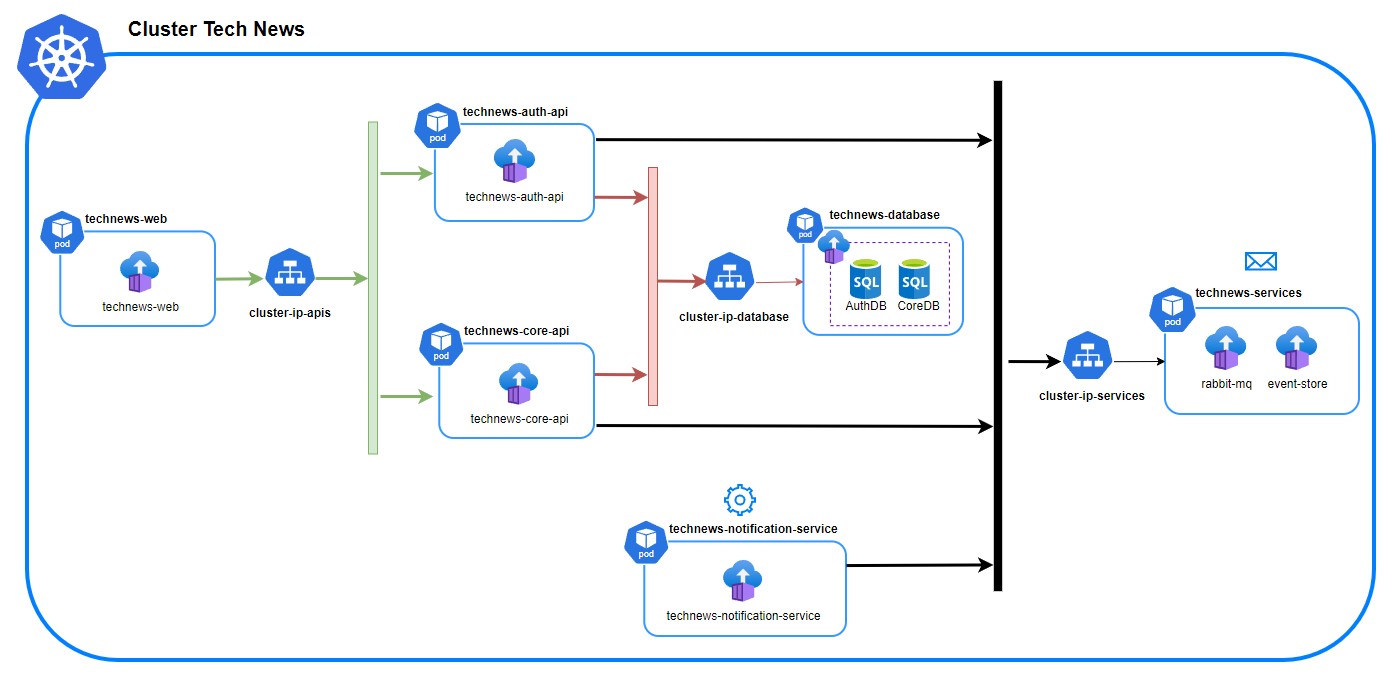 Cluster Tech News
technews-web
pod
technews-web
cluster-ip-apis
technews-auth-api
pod
technews-auth-api
technews-core-api
pod
technews-core-api
cluster-ip-database
technews-database
pod
SQL
SQL
AuthDB
CoreDB
technews-notification-service
pod
technews-notification-service
cluster-ip-services
technews-services
pod
rabbit-mq
event-store